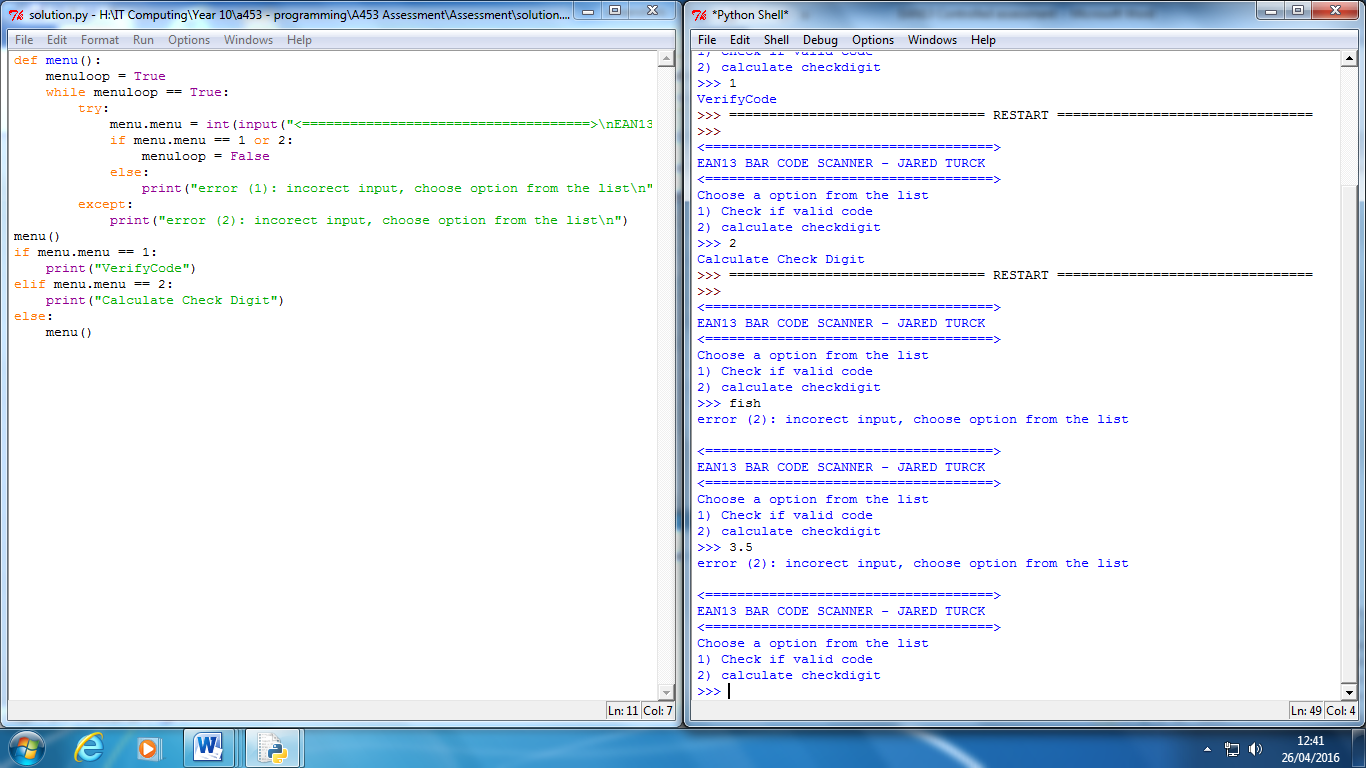 solution.py - H:\IT Computing\Year 10\a453 - programming\A453 Assessment\Assessment\solution....
File Edit Format Run Options Windows Help
def menu():
    menuloop = True
    while menuloop == True:
        try:
            menu.menu = int(input("<====================================>\nEAN13
            if menu.menu == 1 or 2:
                menuloop = False
            else:
                print("error (1): incorect input, choose option from the list\n"
        except:
            print("error (2): incorect input, choose option from the list\n")
menu()
if menu.menu == 1:
    print("VerifyCode")
elif menu.menu == 2:
    print("Calculate Check Digit")
else:
    menu()
Ln: 11 Col: 7
*Python Shell*
File Edit Shell Debug Options Windows Help
1) Check if valid code
2) calculate checkdigit
>>> 1
VerifyCode
>>> ================================ RESTART ================================
>>>
<====================================>
EAN13 BAR CODE SCANNER - JARED TURCK
<====================================>
Choose a option from the list
1) Check if valid code
2) calculate checkdigit
>>> 2
Calculate Check Digit
>>> ================================ RESTART ================================
>>>
<====================================>
EAN13 BAR CODE SCANNER - JARED TURCK
<====================================>
Choose a option from the list
1) Check if valid code
2) calculate checkdigit
>>> fish
error (2): incorect input, choose option from the list
<====================================>
EAN13 BAR CODE SCANNER - JARED TURCK
<====================================>
Choose a option from the list
1) Check if valid code
2) calculate checkdigit
>>> 3.5
error (2): incorect input, choose option from the list
<====================================>
EAN13 BAR CODE SCANNER - JARED TURCK
<====================================>
Choose a option from the list
1) Check if valid code
2) calculate checkdigit
>>>
Ln: 49 Col: 4
12:41
26/04/2016